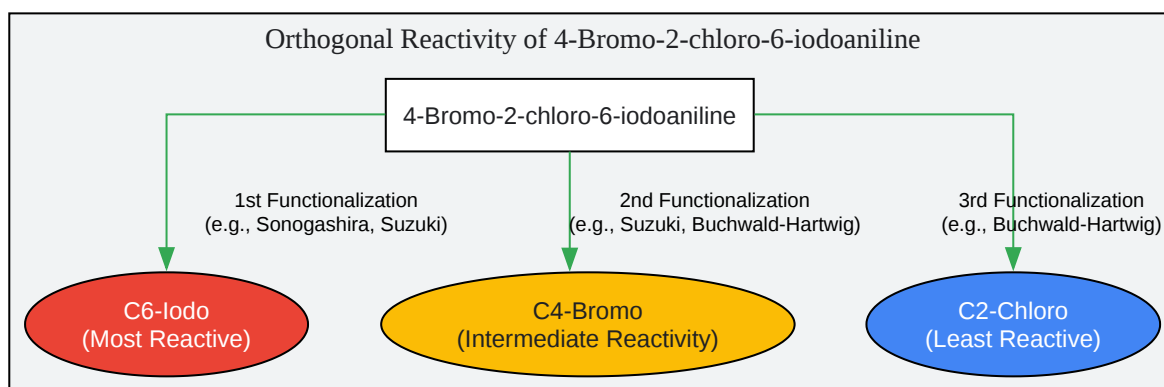 Orthogonal Reactivity of 4-Bromo-2-chloro-6-iodoaniline
4-Bromo-2-chloro-6-iodoaniline
1st Functionalization
(e.g., Sonogashira, Suzuki)
2nd Functionalization
(e.g., Suzuki, Buchwald-Hartwig)
3rd Functionalization
(e.g., Buchwald-Hartwig)
C6-Iodo
(Most Reactive)
C4-Bromo
(Intermediate Reactivity)
C2-Chloro
(Least Reactive)